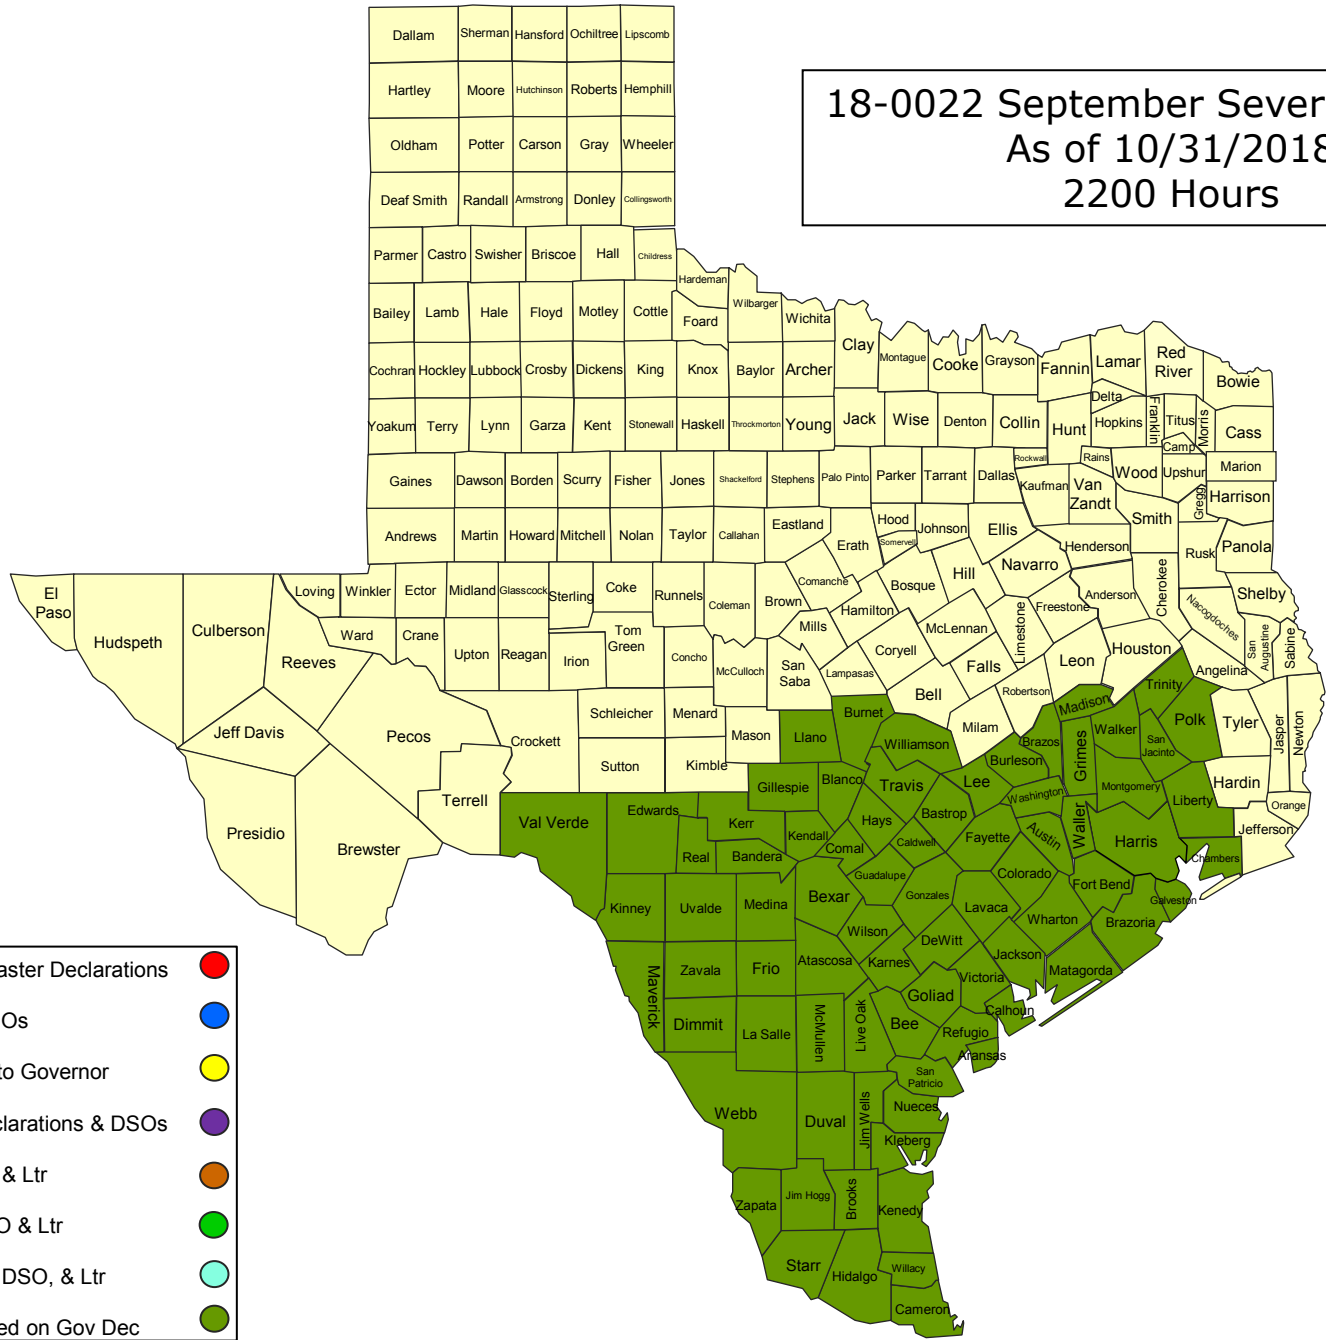 18-0022 September Sever
As of 10/31/2018
2200 Hours
Dallam Sherman Hansford Ochiltree Lipscomb
Hartley Moore Hutchinson Roberts Hemphill
Oldham Potter Carson Gray Wheeler
Deaf Smith Randall Armstrong Donley Collingsworth
Parmer Castro Swisher Briscoe Hall Childress
Hardeman
Bailey Lamb Hale Floyd Motley Cottle Foard Wilbarger Wichita
Clay Montague Cooke Grayson Fannin Lamar Red
River
Bowie
Cochran Hockley Lubbock Crosby Dickens King Knox Baylor Archer
Delta
Yoakum Terry Lynn Garza Kent Stonewall Haskell Throckmorton Young Jack Wise Denton Collin Hunt Hopkins Franklin Titus Morris Cass
Camp
Rockwall Rains
Gaines Dawson Borden Scurry Fisher Jones Shackelford Stephens Palo Pinto Parker Tarrant Dallas Kaufman Van
Zandt
Wood Upshur Marion
Gregg Harrison
Andrews Martin Howard Mitchell Nolan Taylor Callahan Eastland Erath Hood Somervell Johnson Ellis Henderson Smith Rusk Panola
El
Paso
Hudspeth Culberson Loving Winkler Ector Midland Glasscock Sterling Coke Runnels Coleman Brown Comanche Hamilton Bosque Hill Navarro Freestone Anderson Cherokee Nacogdoches Shelby
Reeves Ward Crane Upton Reagan Irion Tom
Green
Concho McCulloch San
Saba
Mills Lampasas Coryell McLennan Limestone Falls Leon Houston Angelina San
Augustine
Sabine
Jeff Davis Pecos Crockett Schleicher Menard Mason Bell Milam Robertson
Llano Burnet Williamson Madison Trinity Polk Tyler Jasper Newton
Sutton Kimble Brazos Grimes Walker San
Jacinto
Presidio Brewster Terrell Val Verde Edwards Gillespie Blanco Travis Lee Burleson Washington Montgomery Liberty Hardin Orange
Kerr Kendall Hays Bastrop Caldwell Fayette Austin Waller Harris Chambers Jefferson
Real Bandera Comal Guadalupe Gonzales Colorado Fort Bend Galveston
Kinney Uvalde Medina Bexar Wilson Lavaca Wharton Brazoria
Maverick Zavala Frio Atascosa Karnes DeWitt Jackson Matagorda
Dimmit La Salle McMullen Live Oak Bee Goliad Victoria Calhoun
Refugio Aransas
San
Patricio
Webb Duval Jim Wells Nueces
Kleberg
Zapata Jim Hogg Brooks Kenedy
Starr Hidalgo Willacy
Cameron
aster Declarations
Os
to Governor
clarations & DSOs
& Ltr
O & Ltr
DSO, & Ltr
ed on Gov Dec